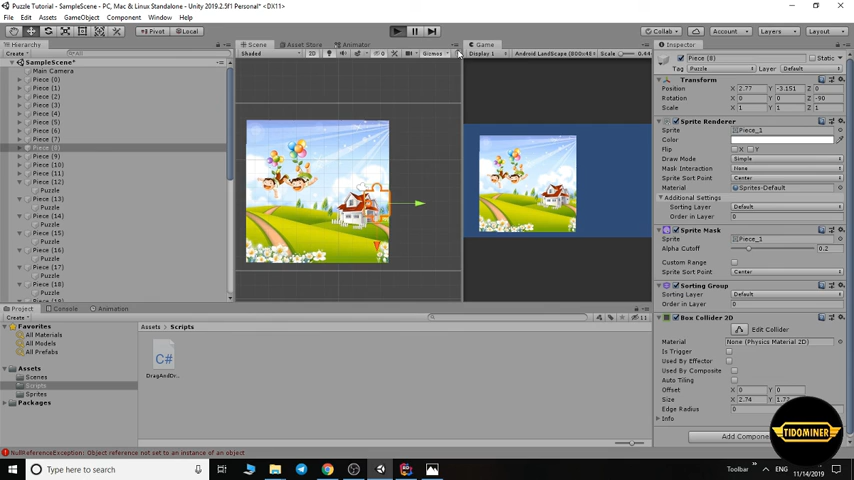 Puzzle Tutorial - SampleScene - PC, Mac & Linux Standalone - Unity 2019.2.5f1 Personal* <DX11>
File Edit Assets GameObject Component Window Help
Pivot Local Collab Account Layers Layout
Hierarchy Scene Asset Store Animator Game Inspector
Create Shaded 2D Gizmos Display 1 Android LandScape (800x4 Scale 0.44
SampleScene*
Main Camera
Piece (0)
Piece (1)
Piece (2)
Piece (3)
Piece (4)
Piece (5)
Piece (6)
Piece (7)
Piece (8)
Piece (9)
Piece (10)
Piece (11)
Piece (12)
Puzzle
Piece (13)
Puzzle
Piece (14)
Puzzle
Piece (15)
Puzzle
Piece (16)
Puzzle
Piece (17)
Puzzle
Piece (18)
Puzzle
Piece (8) Static
Tag Puzzle Layer Default
Transform
Position X 2.77 Y -3.151 Z 0
Rotation X 0 Y 0 Z -90
Scale X 1 Y 1 Z 1
Sprite Renderer
Sprite Piece_1
Color
Flip X Y
Draw Mode Simple
Mask Interaction None
Sprite Sort Point Center
Material Sprites-Default
Additional Settings
Sorting Layer Default
Order in Layer 0
Sprite Mask
Sprite Piece_1
Alpha Cutoff 0.2
Custom Range
Sprite Sort Point Center
Sorting Group
Sorting Layer Default
Order in Layer 0
Box Collider 2D
Edit Collider
Material None (Physics Material 2D)
Is Trigger
Used By Effector
Used By Composite
Auto Tiling
Offset X 0 Y 0
Size X 2.74 Y
Edge Radius 0
Info
Add Compone
TIDOMINER
Project Console Animation
Create 11
Favorites
All Materials
All Models
All Prefabs
Assets
Scenes
Scripts
Sprites
Packages
Assets Scripts
C#
DragAndDr...
NullReferenceException: Object reference not set to an instance of an object
Type here to search
Toolbar ENG
11/14/2019